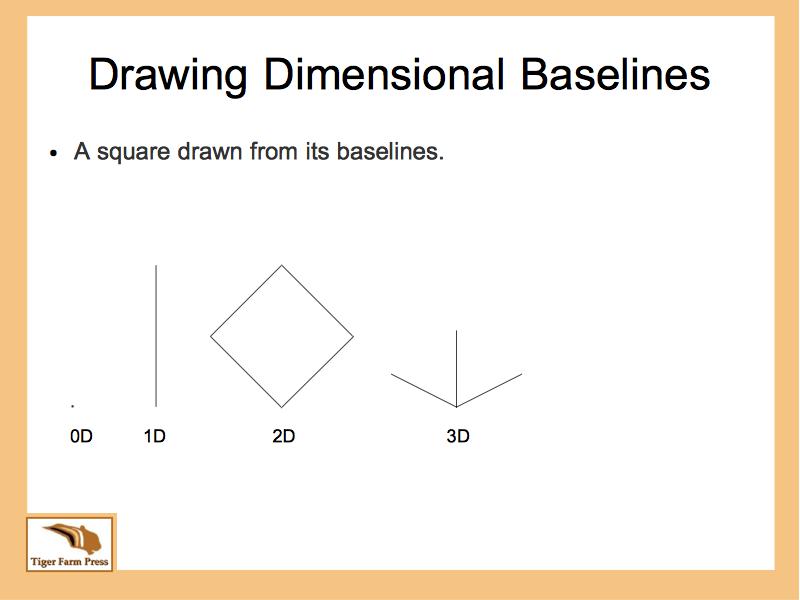 Drawing Dimensional Baselines
• A square drawn from its baselines.
0D 1D 2D 3D
Tiger Farm Press